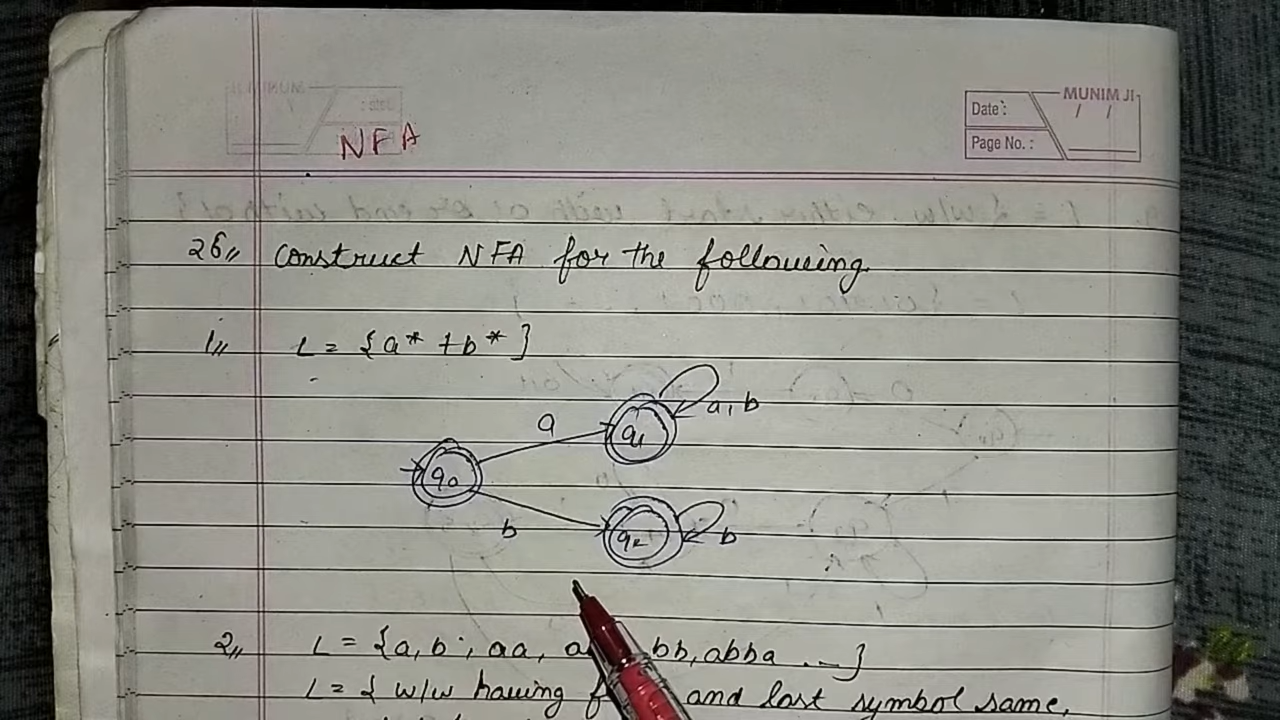 MUNIM JI
Date :
/ /
Page No. :
NFA
26,, Construct NFA for the following
1,, L = {a* + b*}
a
a, b
q0
q1
b
b
q2
2,, L = {a, b, aa, bb, abba ...}
L = { w/w having and last symbol same,